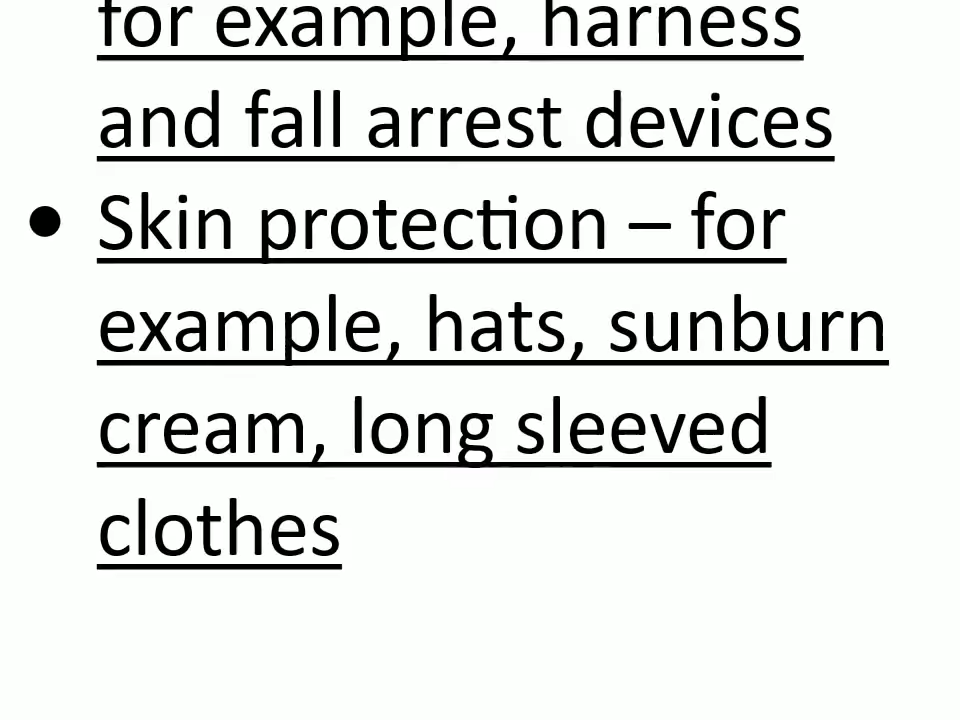 for example, harness
and fall arrest devices
• Skin protection – for
example, hats, sunburn
cream, long sleeved
clothes